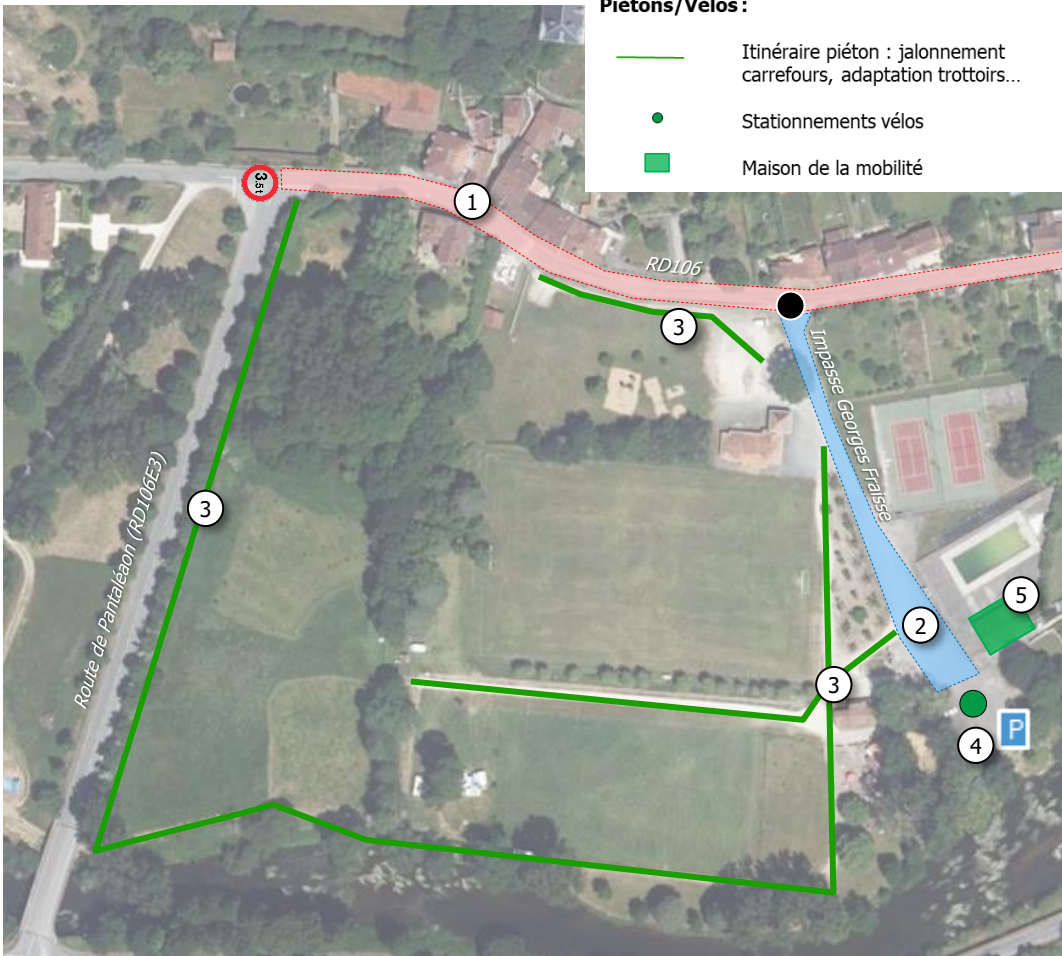 Piétons/Vélos :
Itinéraire piéton : jalonnement
carrefours, adaptation trottoirs…
Stationnements vélos
Maison de la mobilité
3,5t
1
RD106
3
Impasse Georges Fraisse
3
Route de Pantaléaon (RD106E3)
5
2
3
P
4